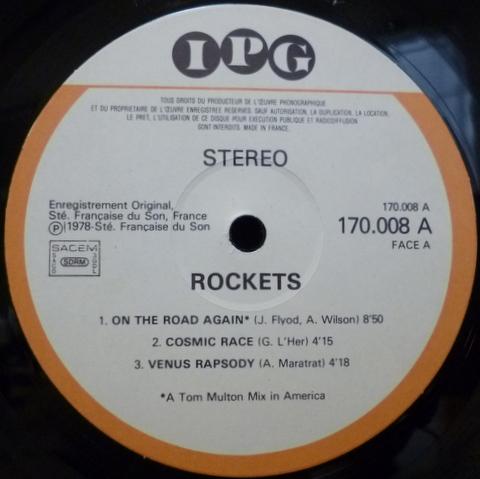 IPG
TOUS DROITS DU PRODUCTEUR DE L'ŒUVRE PHONOGRAPHIQUE
ET DU PROPRIETAIRE DE L'ŒUVRE ENREGISTREE RESERVES. SAUF AUTORISATION, LA DUPLICATION, LA LOCATION,
LE PRET, L'UTILISATION DE CE DISQUE POUR EXECUTION PUBLIQUE ET RADIODIFFUSION
SONT INTERDITS. MADE IN FRANCE.
STEREO
Enregistrement Original,
Sté. Française du Son, France
Ⓟ 1978-Sté. Française du Son
SACEM
SDRM
170.008 A
170.008 A
FACE A
ROCKETS
1. ON THE ROAD AGAIN* (J. Flyod, A. Wilson) 8'50
2. COSMIC RACE (G. L'Her) 4'15
3. VENUS RAPSODY (A. Maratrat) 4'18
*A Tom Multon Mix in America